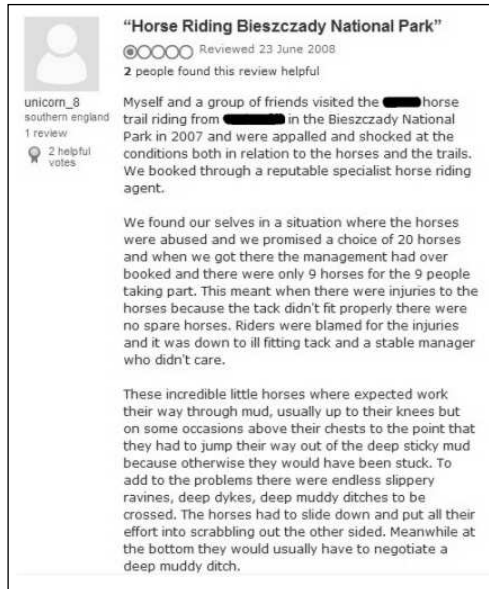 “Horse Riding Bieszczady National Park”
Reviewed 23 June 2008
2 people found this review helpful
unicorn_8
southern england
1 review
2 helpful
votes
Myself and a group of friends visited the horse
trail riding from in the Bieszczady National
Park in 2007 and were appalled and shocked at the
conditions both in relation to the horses and the trails.
We booked through a reputable specialist horse riding
agent.
We found our selves in a situation where the horses
were abused and we promised a choice of 20 horses
and when we got there the management had over
booked and there were only 9 horses for the 9 people
taking part. This meant when there were injuries to the
horses because the tack didn't fit properly there were
no spare horses. Riders were blamed for the injuries
and it was down to ill fitting tack and a stable manager
who didn't care.
These incredible little horses where expected work
their way through mud, usually up to their knees but
on some occasions above their chests to the point that
they had to jump their way out of the deep sticky mud
because otherwise they would have been stuck. To
add to the problems there were endless slippery
ravines, deep dykes, deep muddy ditches to be
crossed. The horses had to slide down and put all their
effort into scrabbling out the other sided. Meanwhile at
the bottom they would usually have to negotiate a
deep muddy ditch.